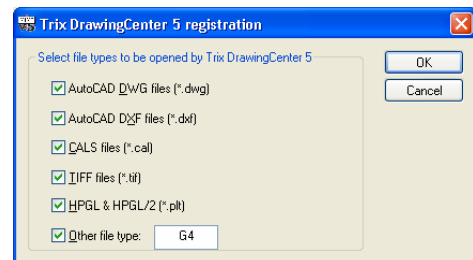 Trix DrawingCenter 5 registration
Select file types to be opened by Trix DrawingCenter 5
OK
AutoCAD DWG files (*.dwg)
Cancel
AutoCAD DXF files (*.dxf)
CALS files (*.cal)
TIFF files (*.tif)
HPGL & HPGL/2 (*.plt)
Other file type: G4